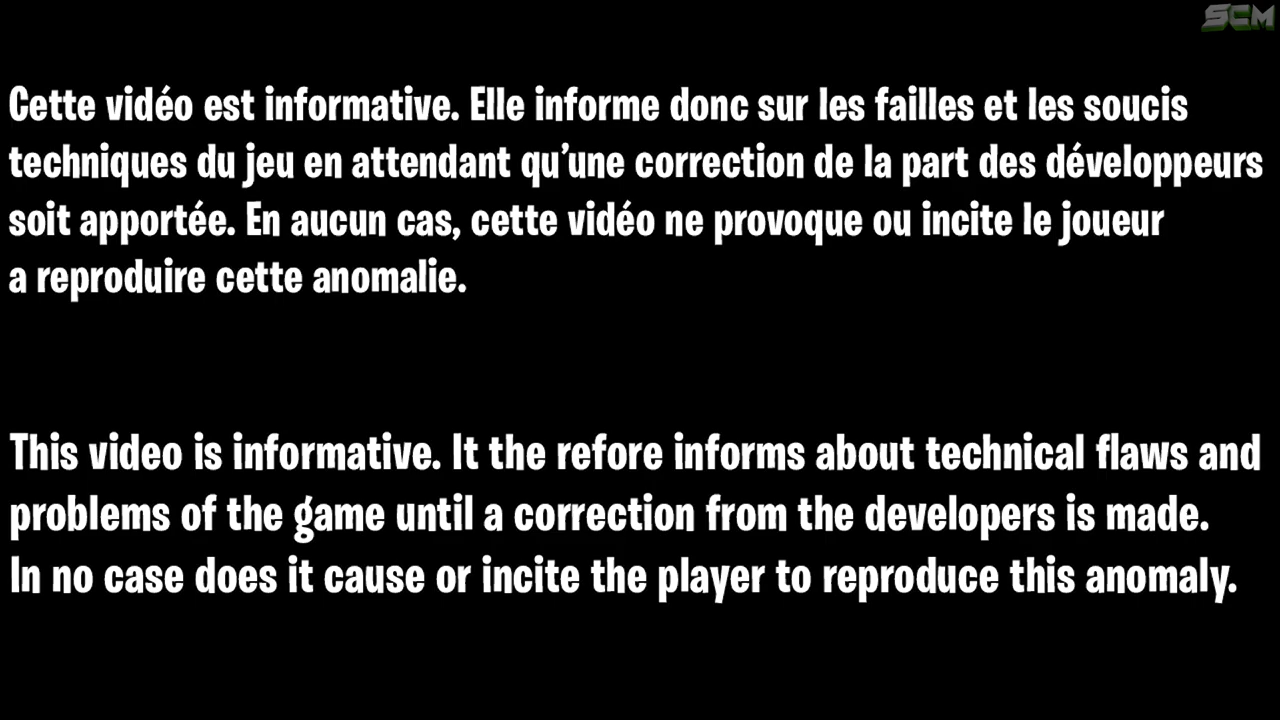 SCM
Cette vidéo est informative. Elle informe donc sur les failles et les soucis
techniques du jeu en attendant qu’une correction de la part des développeurs
soit apportée. En aucun cas, cette vidéo ne provoque ou incite le joueur
a reproduire cette anomalie.
This video is informative. It the refore informs about technical flaws and
problems of the game until a correction from the developers is made.
In no case does it cause or incite the player to reproduce this anomaly.